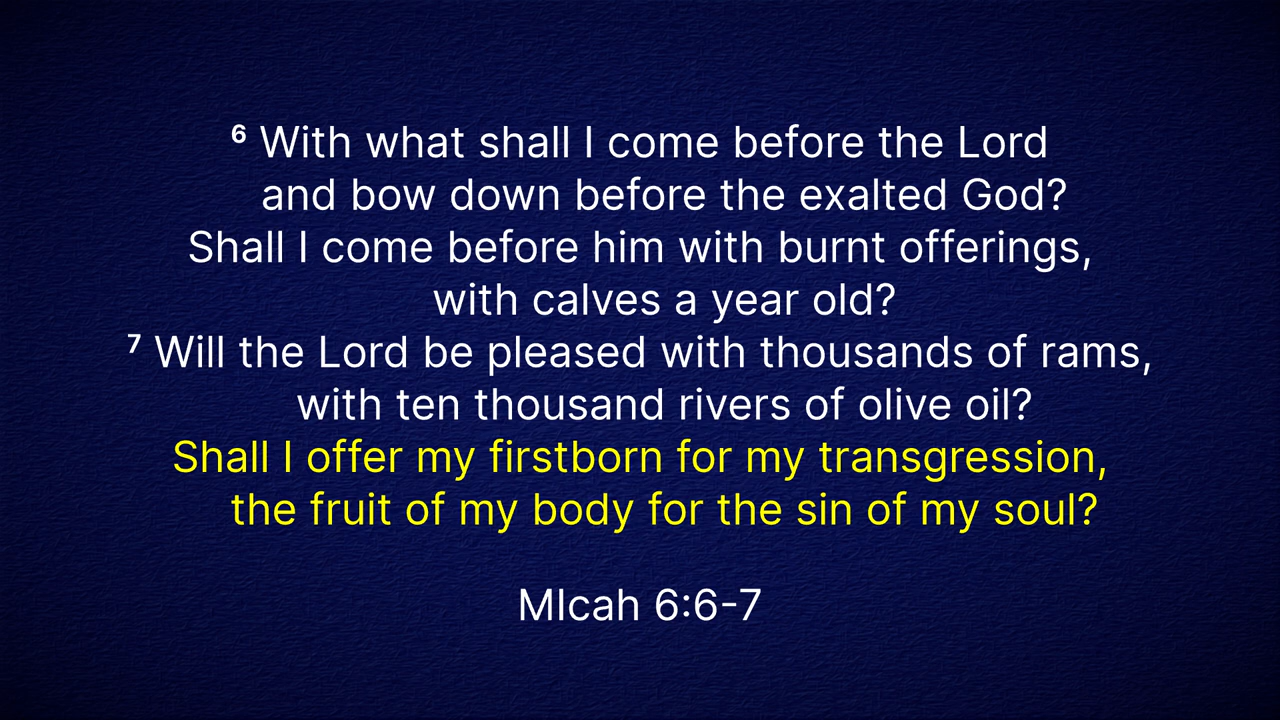 ⁶ With what shall I come before the Lord
and bow down before the exalted God?
Shall I come before him with burnt offerings,
with calves a year old?
⁷ Will the Lord be pleased with thousands of rams,
with ten thousand rivers of olive oil?
Shall I offer my firstborn for my transgression,
the fruit of my body for the sin of my soul?
MIcah 6:6-7